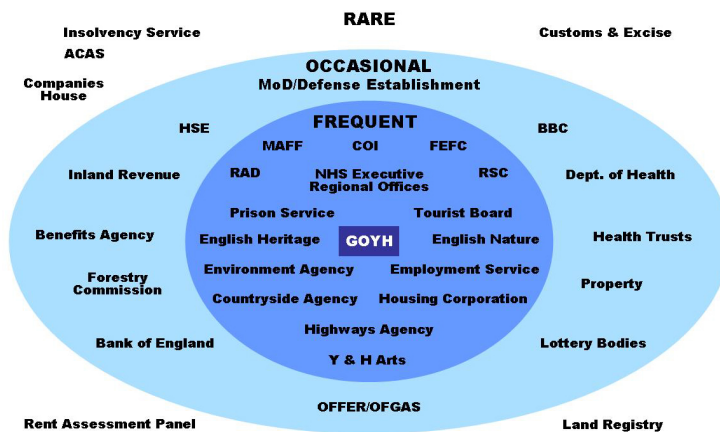 RARE
Insolvency Service
Customs & Excise
ACAS
OCCASIONAL
Companies
House
MoD/Defense Establishment
FREQUENT
HSE
BBC
MAFF
COI
FEFC
Inland Revenue
RAD
NHS Executive
Regional Offices
RSC
Dept. of Health
Prison Service
Tourist Board
Benefits Agency
English Heritage
GOYH
English Nature
Health Trusts
Forestry
Commission
Environment Agency
Employment Service
Property
Countryside Agency
Housing Corporation
Highways Agency
Bank of England
Lottery Bodies
Y & H Arts
OFFER/OFGAS
Rent Assessment Panel
Land Registry